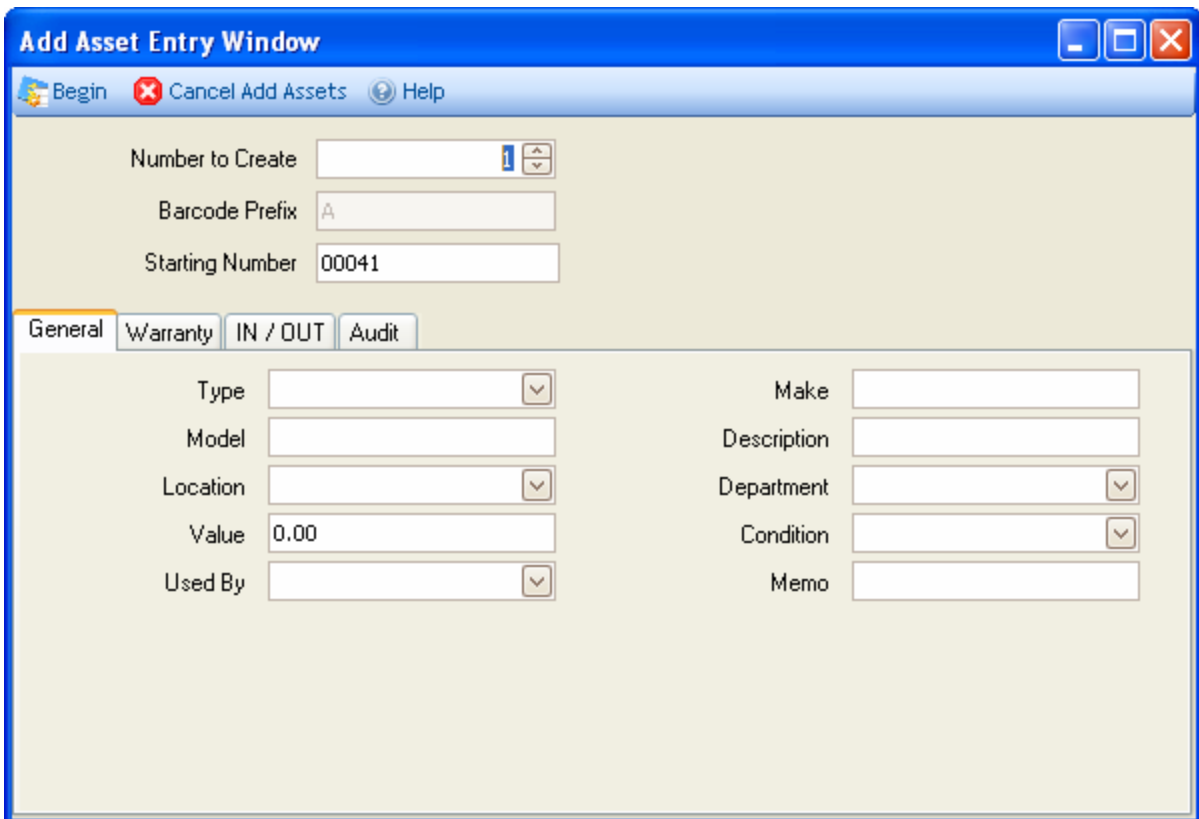 Add Asset Entry Window
Begin Cancel Add Assets Help
Number to Create 1
Barcode Prefix A
Starting Number 00041
General Warranty IN / OUT Audit
Type Make
Model Description
Location Department
Value 0.00 Condition
Used By Memo